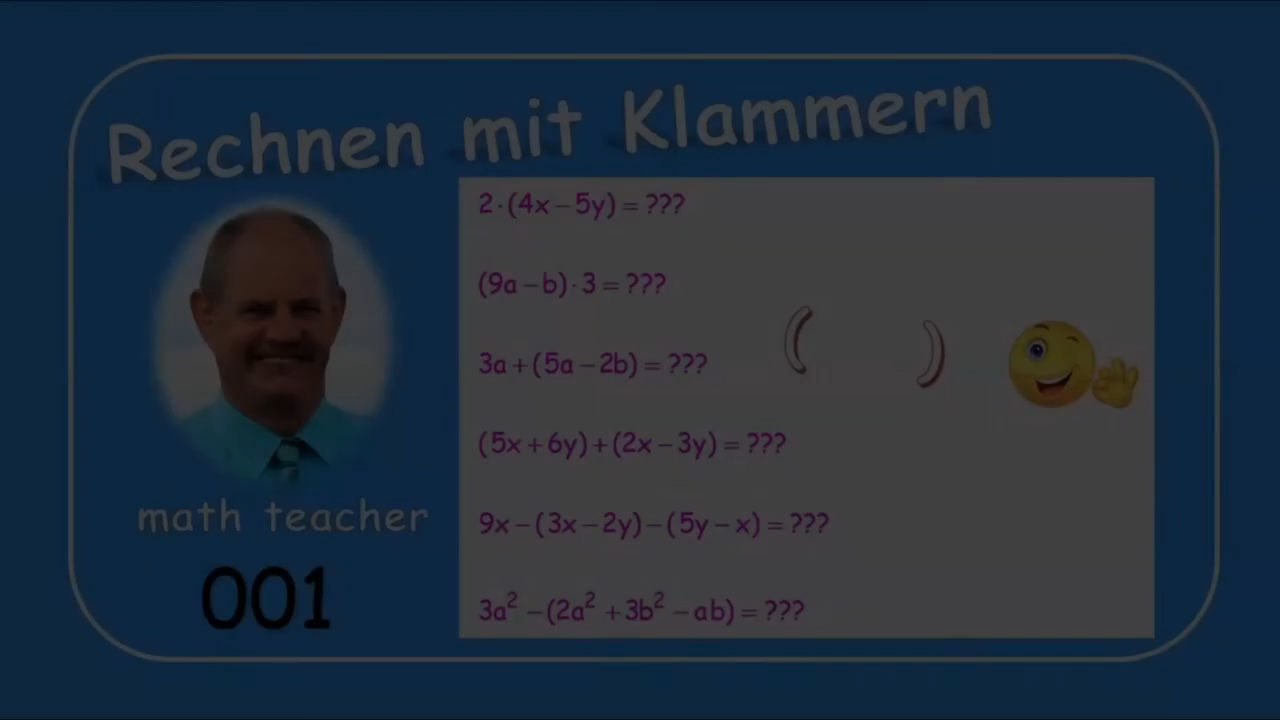 Rechnen mit Klammern
2·(4x−5y)=???
(9a−b)·3=???
3a+(5a−2b)=???
(5x+6y)+(2x−3y)=???
9x−(3x−2y)−(5y−x)=???
3a²−(2a²+3b²−ab)=???
( )
math teacher
001